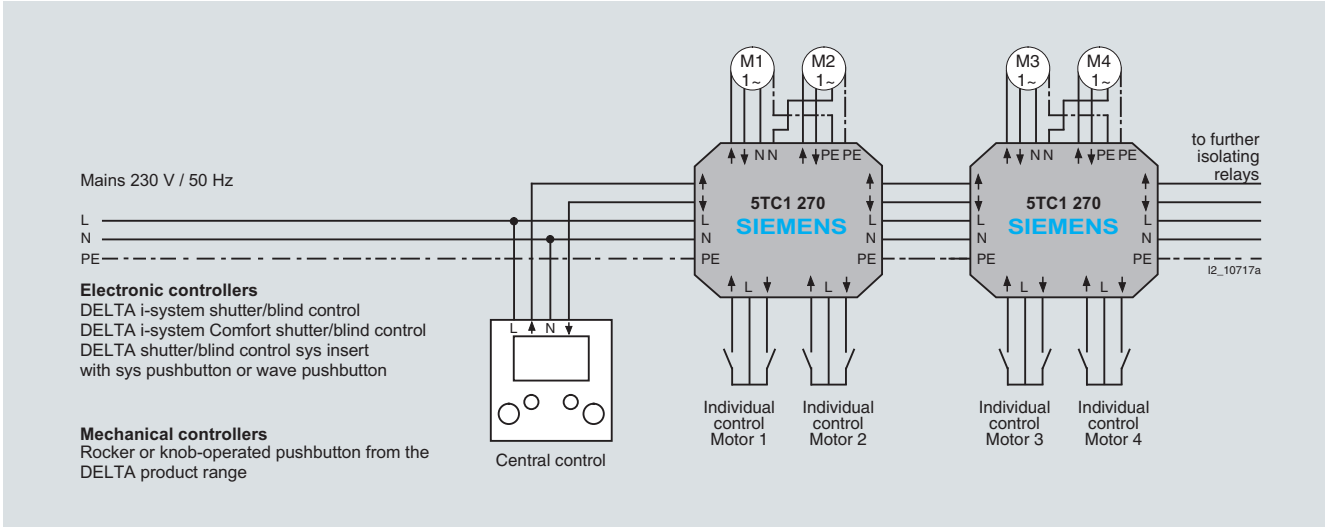 M1
1~
M2
1~
M3
1~
M4
1~
N N PE PE
N N PE PE
to further
isolating
relays
Mains 230 V / 50 Hz
5TC1 270
SIEMENS
5TC1 270
SIEMENS
L
L L
L L
N
N N
N N
PE
PE PE
PE PE
I2_10717a
L L
L L
Electronic controllers
DELTA i-system shutter/blind control
DELTA i-system Comfort shutter/blind control
DELTA shutter/blind control sys insert
with sys pushbutton or wave pushbutton
L N
Mechanical controllers
Rocker or knob-operated pushbutton from the
DELTA product range
Central control
Individual
control
Motor 1
Individual
control
Motor 2
Individual
control
Motor 3
Individual
control
Motor 4